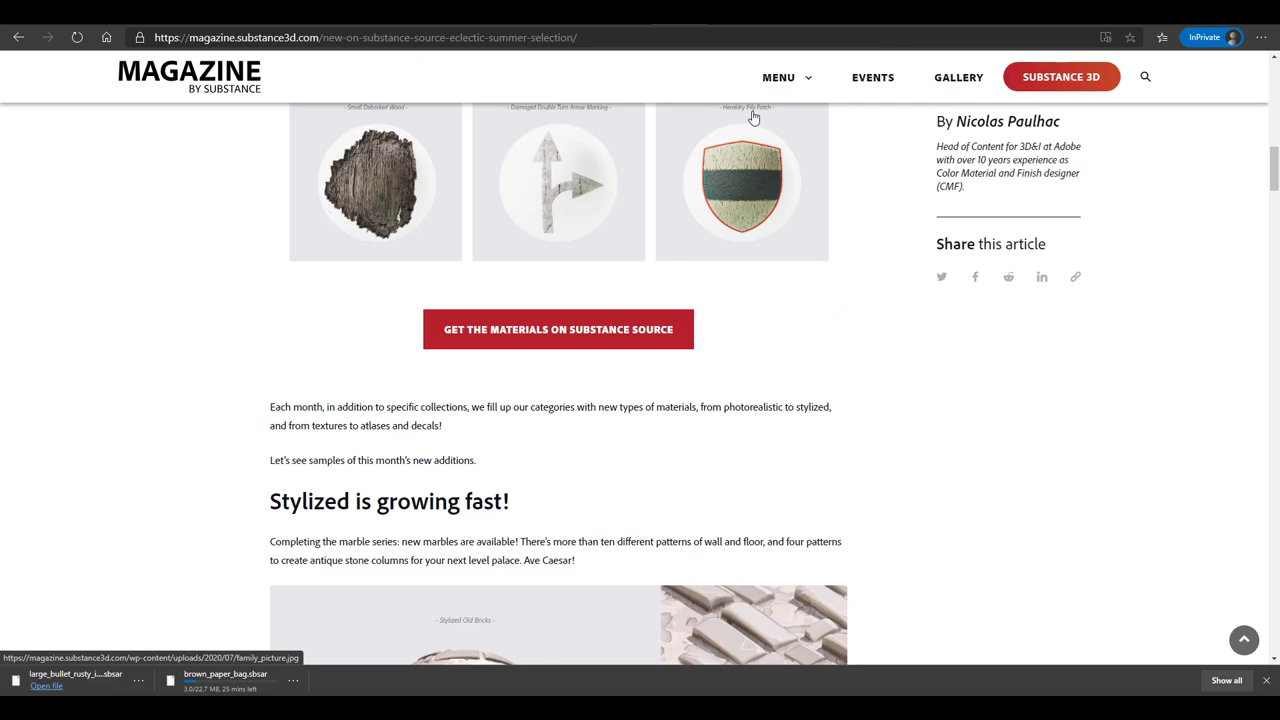 https://magazine.substance3d.com/new-on-substance-source-eclectic-summer-selection/
InPrivate
MAGAZINE
BY SUBSTANCE
MENU
EVENTS
GALLERY
SUBSTANCE 3D
- Small Debarked Wood -
- Damaged Double Turn Arrow Marking -
- Heraldry Pily Patch -
By Nicolas Paulhac
Head of Content for 3D&I at Adobe
with over 10 years experience as
Color Material and Finish designer
(CMF).
Share this article
GET THE MATERIALS ON SUBSTANCE SOURCE
Each month, in addition to specific collections, we fill up our categories with new types of materials, from photorealistic to stylized,
and from textures to atlases and decals!
Let's see samples of this month's new additions.
Stylized is growing fast!
Completing the marble series: new marbles are available! There's more than ten different patterns of wall and floor, and four patterns
to create antique stone columns for your next level palace. Ave Caesar!
- Stylized Old Bricks -
https://magazine.substance3d.com/wp-content/uploads/2020/07/family_picture.jpg
large_bullet_rusty_i....sbsar
Open file
brown_paper_bag.sbsar
3.0/22.7 MB, 25 mins left
Show all